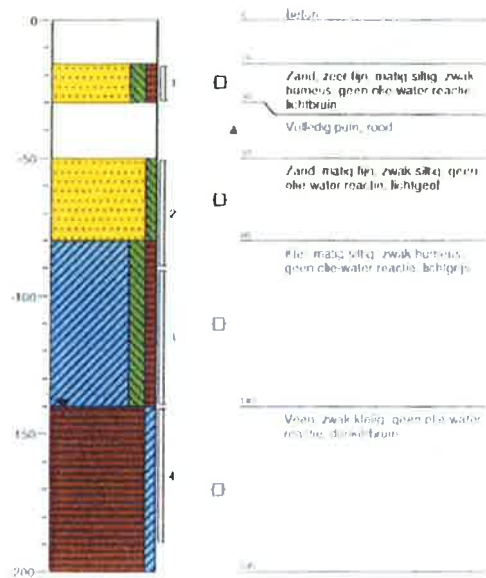 0
beton
Zand, zeer fijn, matig siltig, zwak
humeus, geen olie-water reactie,
lichtbruin
1
Volledig puin, rood
-50
Zand, matig fijn, zwak siltig, geen
olie-water reactie, lichtgeel
2
Klei, matig siltig, zwak humeus,
geen olie-water reactie, lichtgrijs
-100
3
-150
Veen, zwak kleiig, geen olie-water
reactie, donkerbruin
4
-200